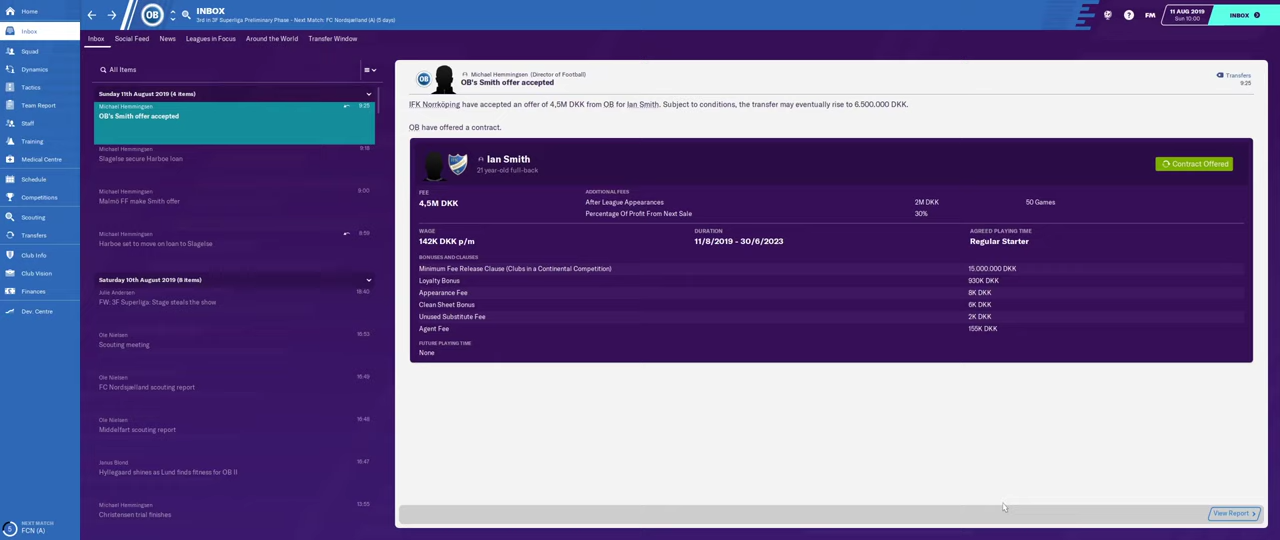 Home
Inbox
Squad
Dynamics
Tactics
Team Report
Staff
Training
Medical Centre
Schedule
Competitions
Scouting
Transfers
Club Info
Club Vision
Finances
Dev. Centre
5
NEXT MATCH
FCN (A)
OB
INBOX
3rd in 3F Superliga Preliminary Phase - Next Match: FC Nordsjælland (A) (5 days)
FM
11 AUG 2019
Sun 10:00
INBOX
Inbox Social Feed News Leagues in Focus Around the World Transfer Window
All Items
Sunday 11th August 2019 (4 items)
Michael Hemmingsen 9:25
OB's Smith offer accepted
Michael Hemmingsen 9:18
Slagelse secure Harboe loan
Michael Hemmingsen 9:00
Malmö FF make Smith offer
Michael Hemmingsen 8:59
Harboe set to move on loan to Slagelse
Saturday 10th August 2019 (8 items)
Julie Andersen 18:40
FW: 3F Superliga: Stage steals the show
Ole Nielsen 16:53
Scouting meeting
Ole Nielsen 16:49
FC Nordsjælland scouting report
Ole Nielsen 16:48
Middelfart scouting report
Janus Blond 16:47
Hyllegaard shines as Lund finds fitness for OB II
Michael Hemmingsen 13:55
Christensen trial finishes
OB
Michael Hemmingsen (Director of Football)
OB's Smith offer accepted
Transfers
9:25
IFK Norrköping have accepted an offer of 4,5M DKK from OB for Ian Smith. Subject to conditions, the transfer may eventually rise to 6.500.000 DKK.
OB have offered a contract.
Ian Smith
21 year-old full-back
Contract Offered
FEE
4,5M DKK
ADDITIONAL FEES
After League Appearances 2M DKK 50 Games
Percentage Of Profit From Next Sale 30%
WAGE
142K DKK p/m
DURATION
11/8/2019 - 30/6/2023
AGREED PLAYING TIME
Regular Starter
BONUSES AND CLAUSES
Minimum Fee Release Clause (Clubs in a Continental Competition) 15.000.000 DKK
Loyalty Bonus 930K DKK
Appearance Fee 8K DKK
Clean Sheet Bonus 6K DKK
Unused Substitute Fee 2K DKK
Agent Fee 155K DKK
FUTURE PLAYING TIME
None
View Report